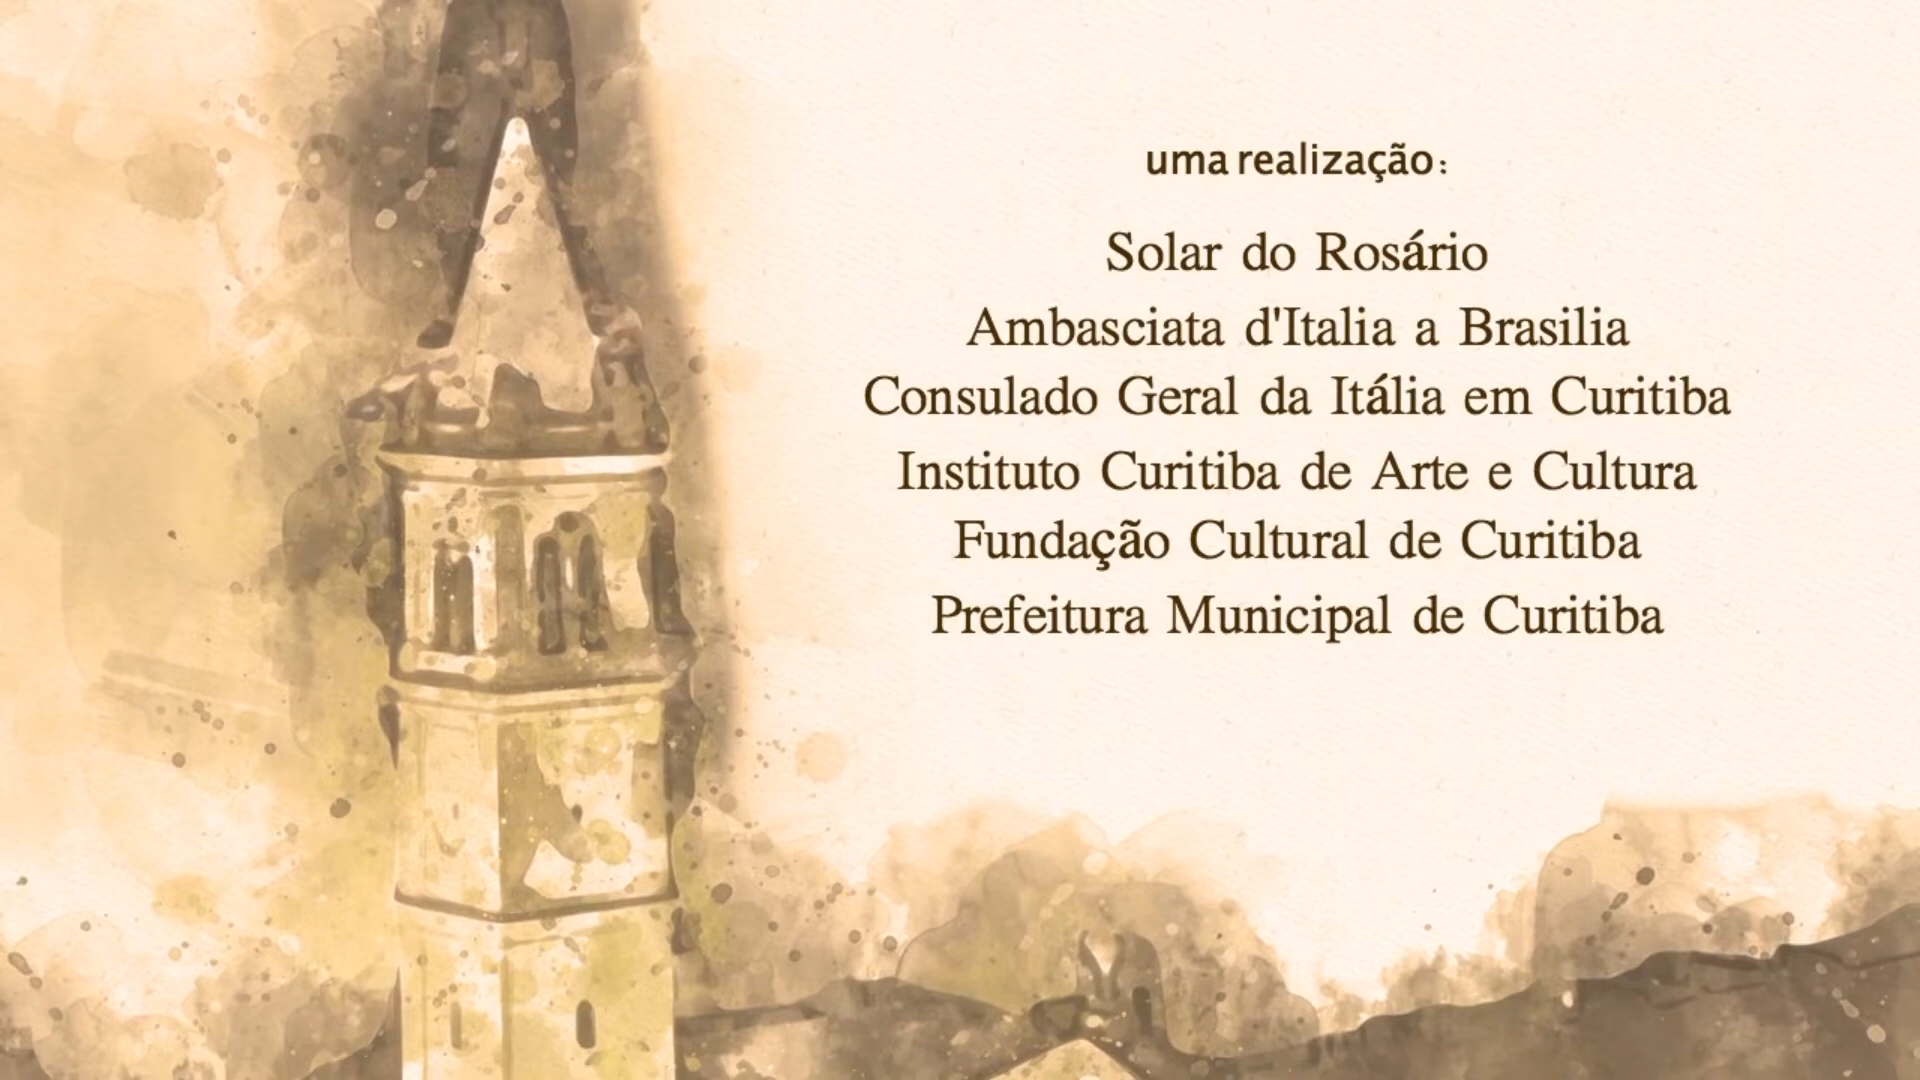 uma realização:
Solar do Rosário
Ambasciata d'Italia a Brasilia
Consulado Geral da Itália em Curitiba
Instituto Curitiba de Arte e Cultura
Fundação Cultural de Curitiba
Prefeitura Municipal de Curitiba